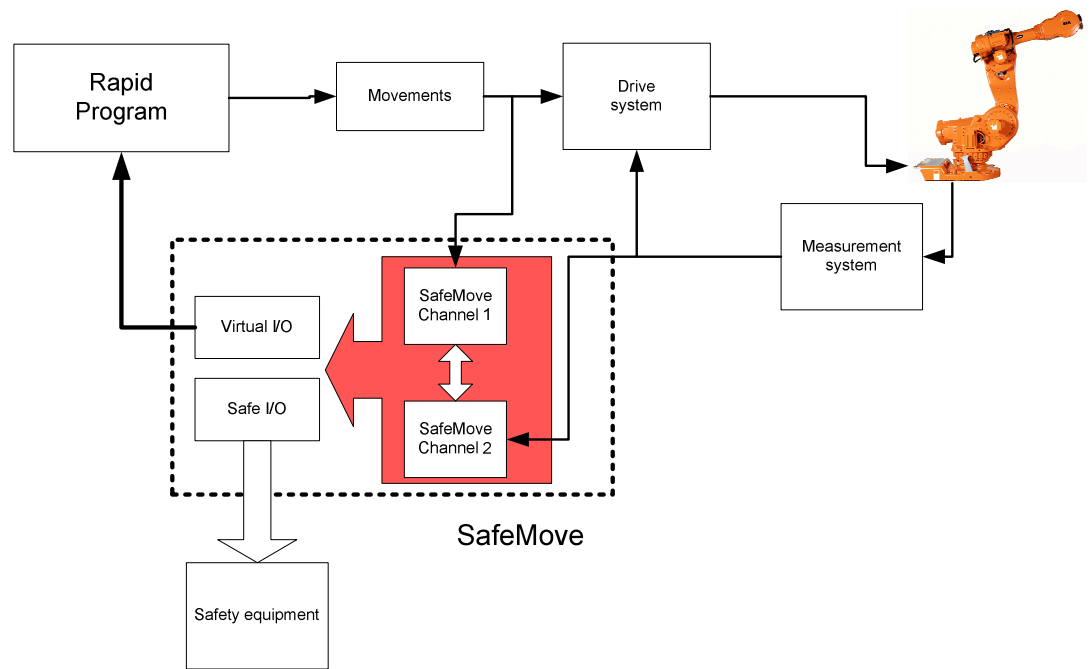 Rapid
Program
Movements
Drive
system
Measurement
system
SafeMove
Channel 1
Virtual I/O
Safe I/O
SafeMove
Channel 2
SafeMove
Safety equipment